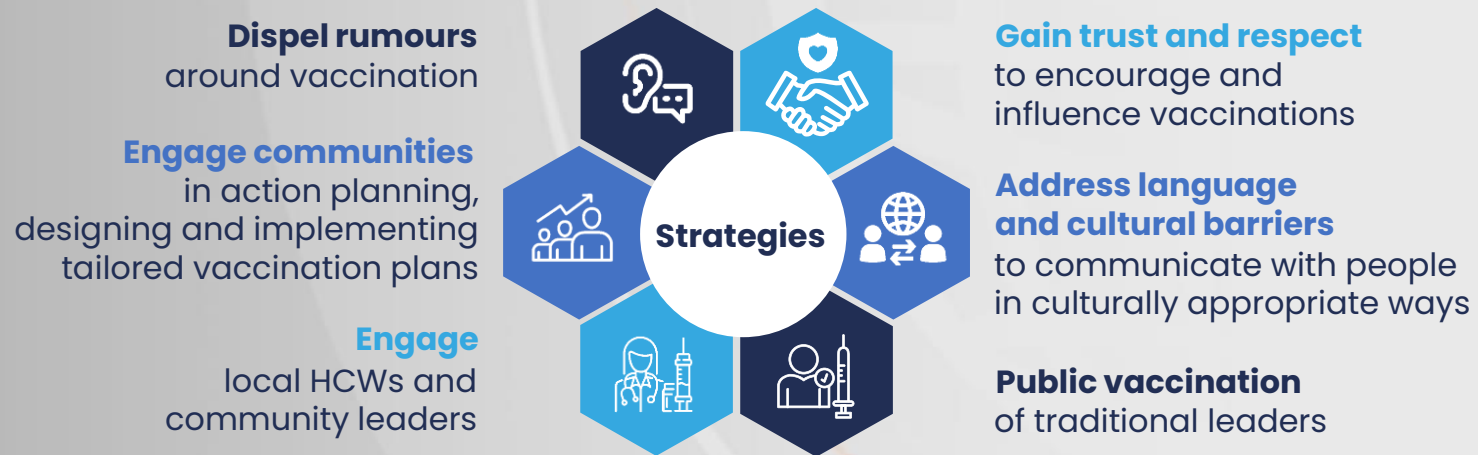 Dispel rumours
around vaccination
Engage communities
in action planning,
designing and implementing
tailored vaccination plans
Engage
local HCWs and
community leaders
Strategies
Gain trust and respect
to encourage and
influence vaccinations
Address language
and cultural barriers
to communicate with people
in culturally appropriate ways
Public vaccination
of traditional leaders